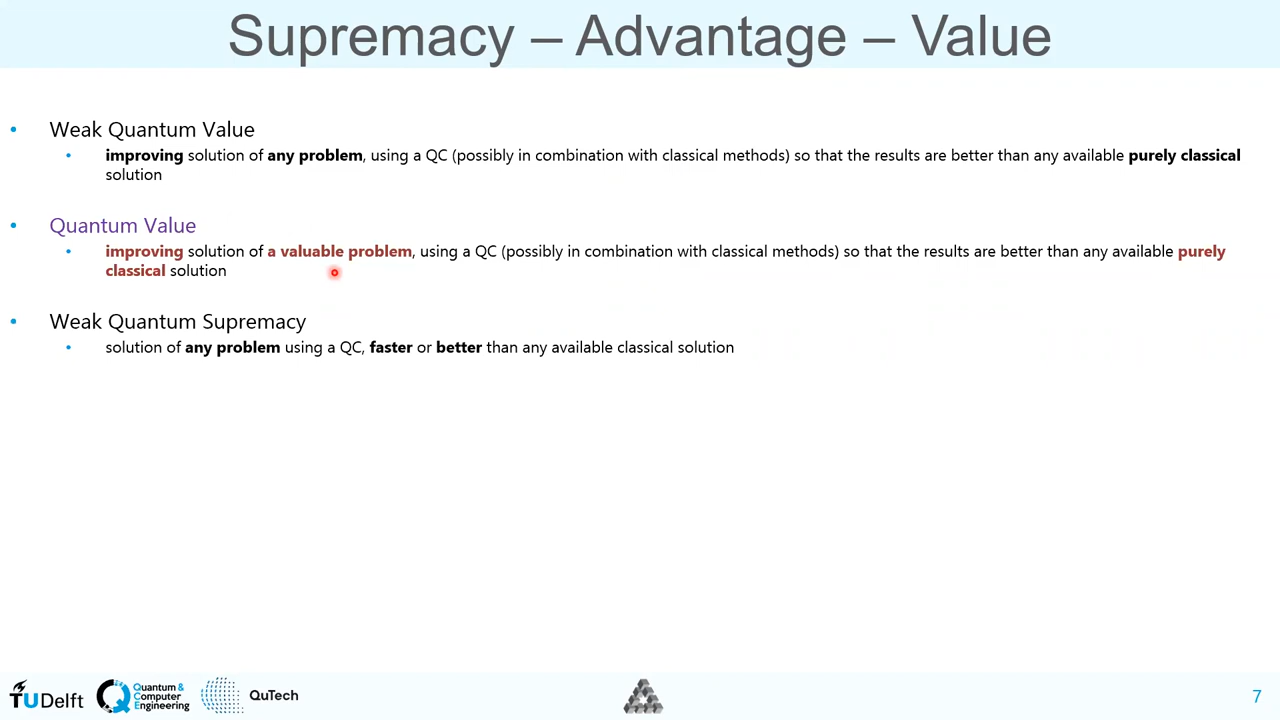 Supremacy – Advantage – Value
• Weak Quantum Value
• improving solution of any problem, using a QC (possibly in combination with classical methods) so that the results are better than any available purely classical
solution
• Quantum Value
• improving solution of a valuable problem, using a QC (possibly in combination with classical methods) so that the results are better than any available purely
classical solution
• Weak Quantum Supremacy
• solution of any problem using a QC, faster or better than any available classical solution
TUDelft
Quantum &
Computer
Engineering
QuTech
7